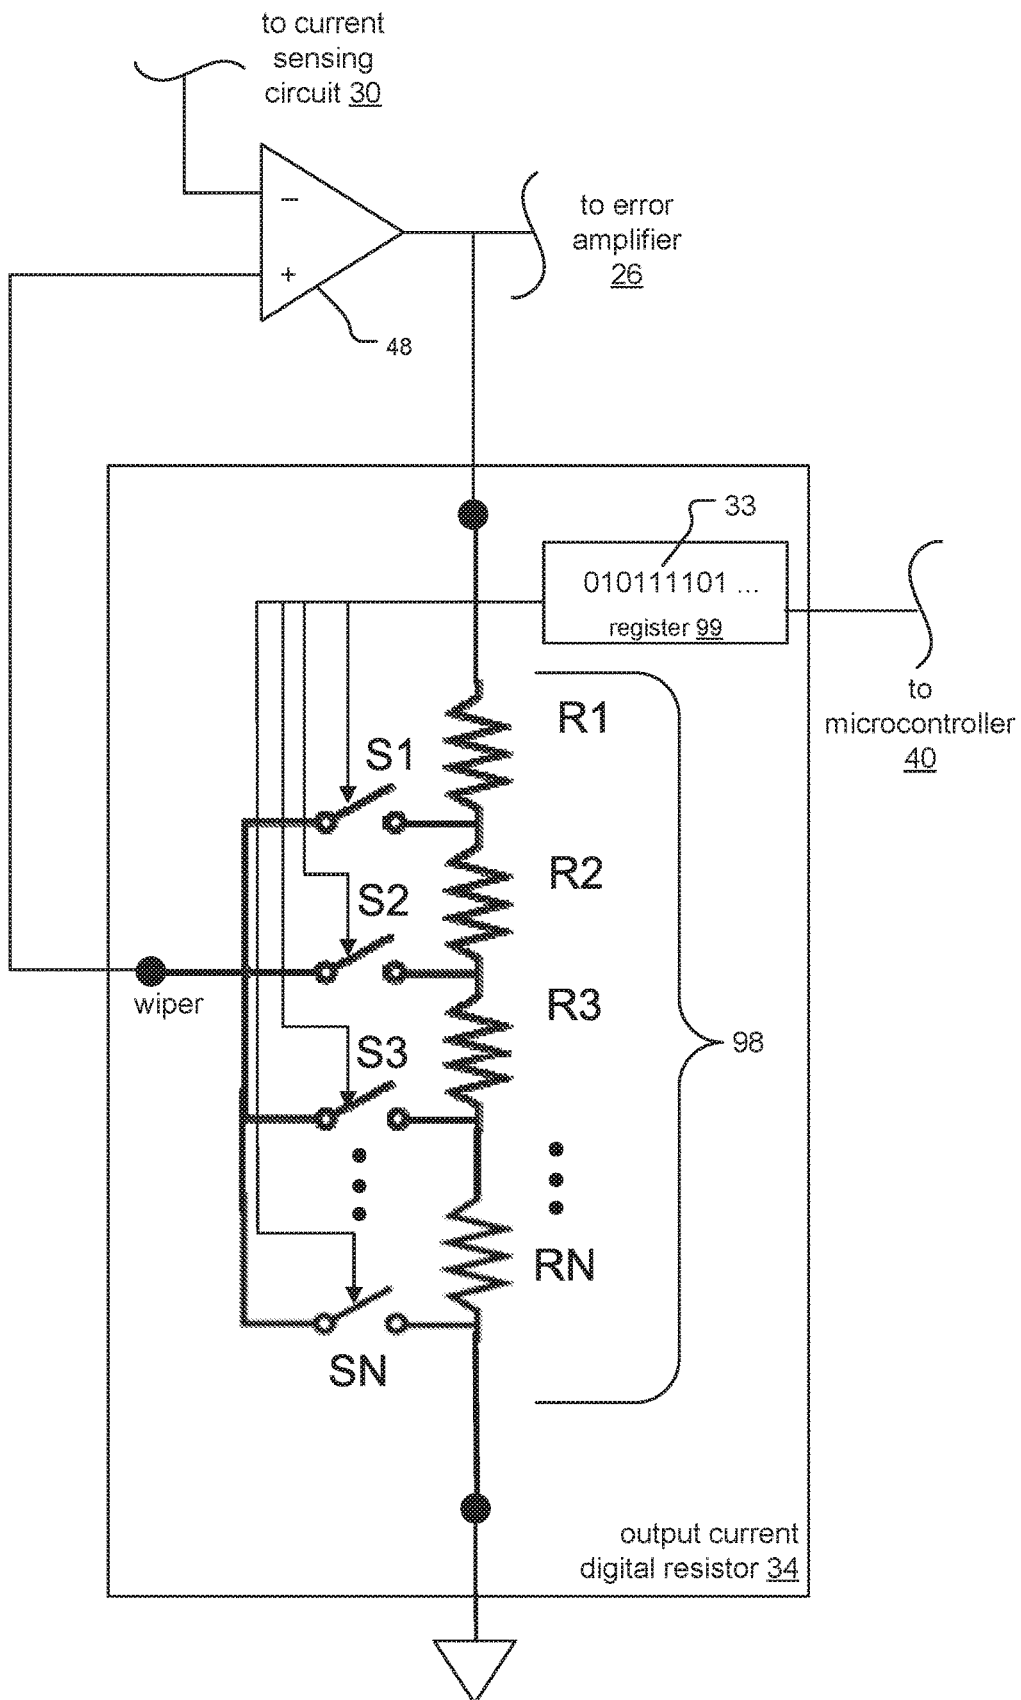 to current
sensing
circuit 30
−
+
to error
amplifier
26
48
33
010111101 ...
register 99
to
microcontroller
40
R1
S1
R2
S2
wiper
R3
S3
98
RN
SN
output current
digital resistor 34